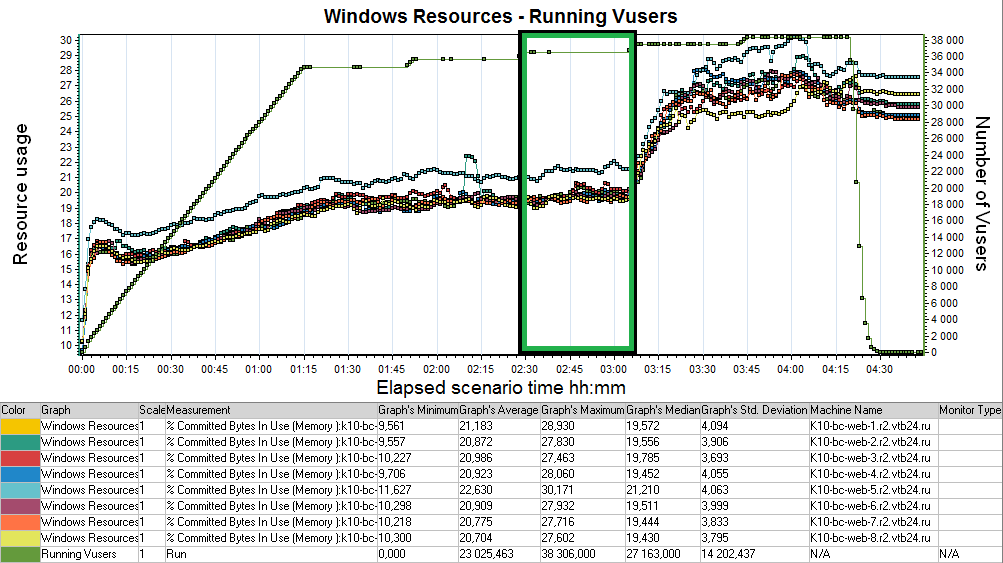 Windows Resources - Running Vusers
30
29
28
27
26
25
24
23
22
21
20
19
18
17
16
15
14
13
12
11
10
38 000
36 000
34 000
32 000
30 000
28 000
26 000
24 000
22 000
20 000
18 000
16 000
14 000
12 000
10 000
8 000
6 000
4 000
2 000
0
Resource usage
Number of Vusers
00:00 00:15 00:30 00:45 01:00 01:15 01:30 01:45 02:00 02:15 02:30 02:45 03:00 03:15 03:30 03:45 04:00 04:15 04:30
Elapsed scenario time hh:mm
Color Graph Scale Measurement Graph's Minimum Graph's Average Graph's Maximum Graph's Median Graph's Std. Deviation Machine Name Monitor Type
Windows Resources 1 % Committed Bytes In Use (Memory ):k10-bc- 9,561 21,183 28,930 19,572 4,094 K10-bc-web-1.r2.vtb24.ru
Windows Resources 1 % Committed Bytes In Use (Memory ):k10-bc- 9,557 20,872 27,830 19,556 3,906 K10-bc-web-2.r2.vtb24.ru
Windows Resources 1 % Committed Bytes In Use (Memory ):k10-bc- 10,227 20,986 27,463 19,785 3,693 K10-bc-web-3.r2.vtb24.ru
Windows Resources 1 % Committed Bytes In Use (Memory ):k10-bc- 9,706 20,923 28,060 19,452 4,055 K10-bc-web-4.r2.vtb24.ru
Windows Resources 1 % Committed Bytes In Use (Memory ):k10-bc- 11,627 22,630 30,171 21,210 4,063 K10-bc-web-5.r2.vtb24.ru
Windows Resources 1 % Committed Bytes In Use (Memory ):k10-bc- 10,298 20,909 27,932 19,511 3,999 K10-bc-web-6.r2.vtb24.ru
Windows Resources 1 % Committed Bytes In Use (Memory ):k10-bc- 10,218 20,775 27,716 19,444 3,833 K10-bc-web-7.r2.vtb24.ru
Windows Resources 1 % Committed Bytes In Use (Memory ):k10-bc- 10,300 20,704 27,602 19,430 3,795 K10-bc-web-8.r2.vtb24.ru
Running Vusers 1 Run 0,000 23 025,463 38 306,000 27 163,000 14 202,437 N/A N/A